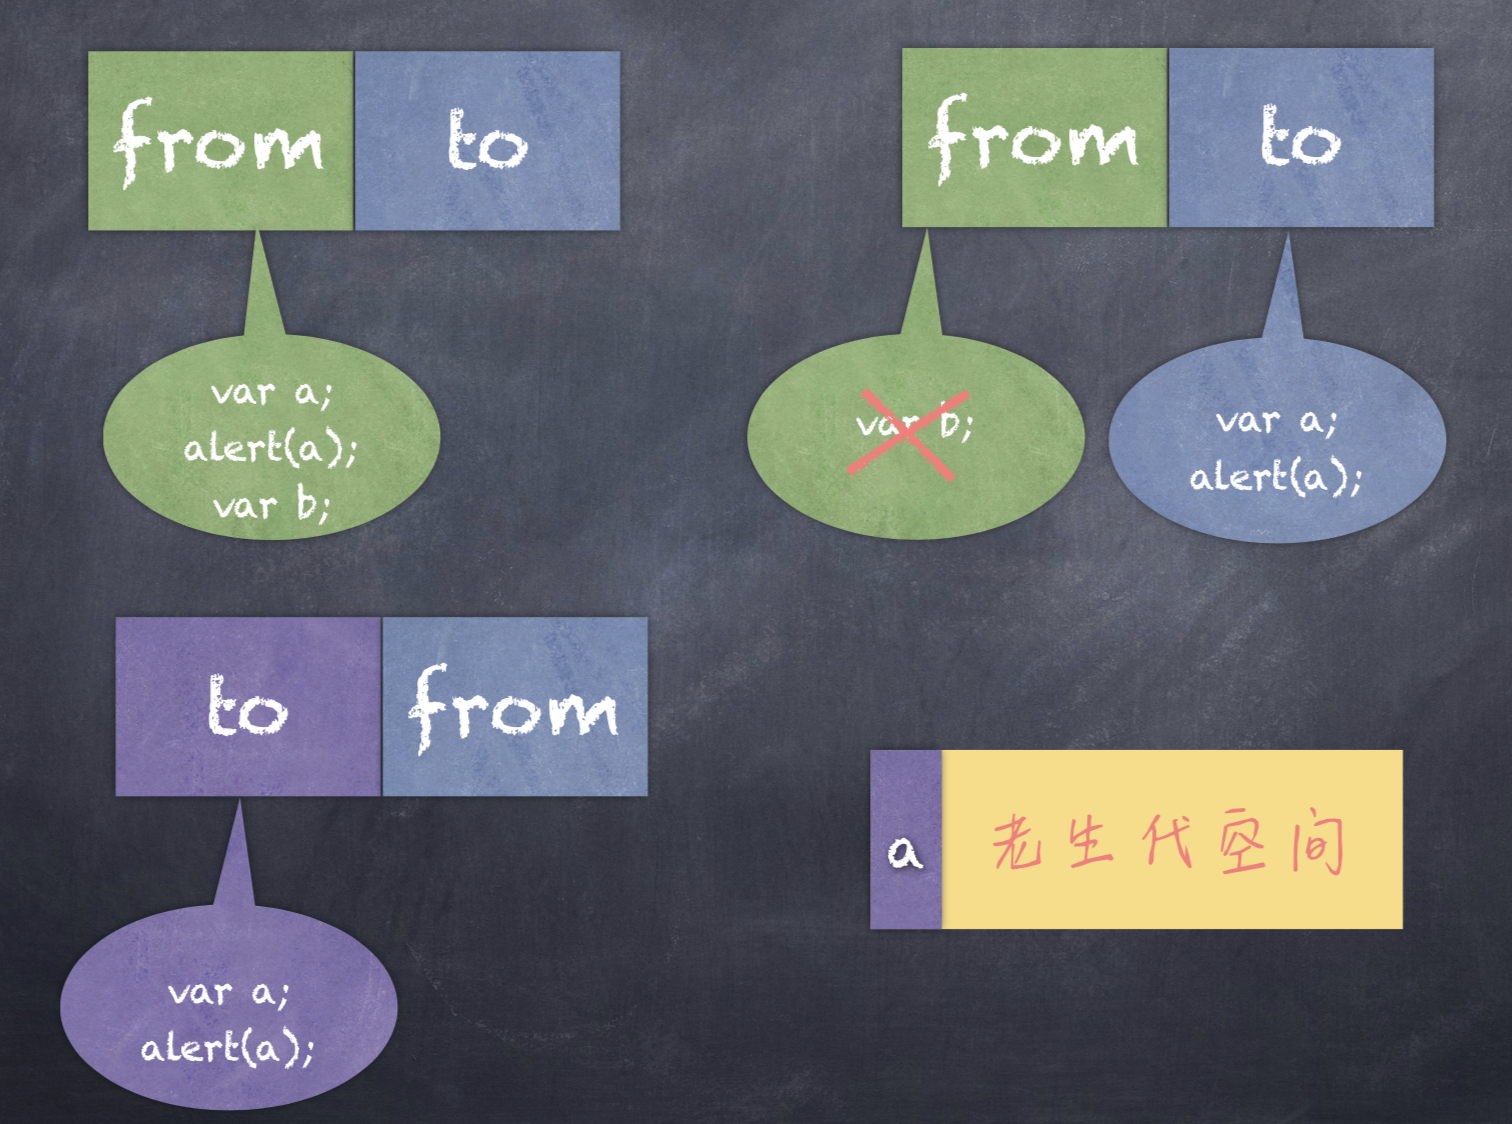 from to
var a;
alert(a);
var b;
from to
var b;
var a;
alert(a);
to from
var a;
alert(a);
a 老生代空间